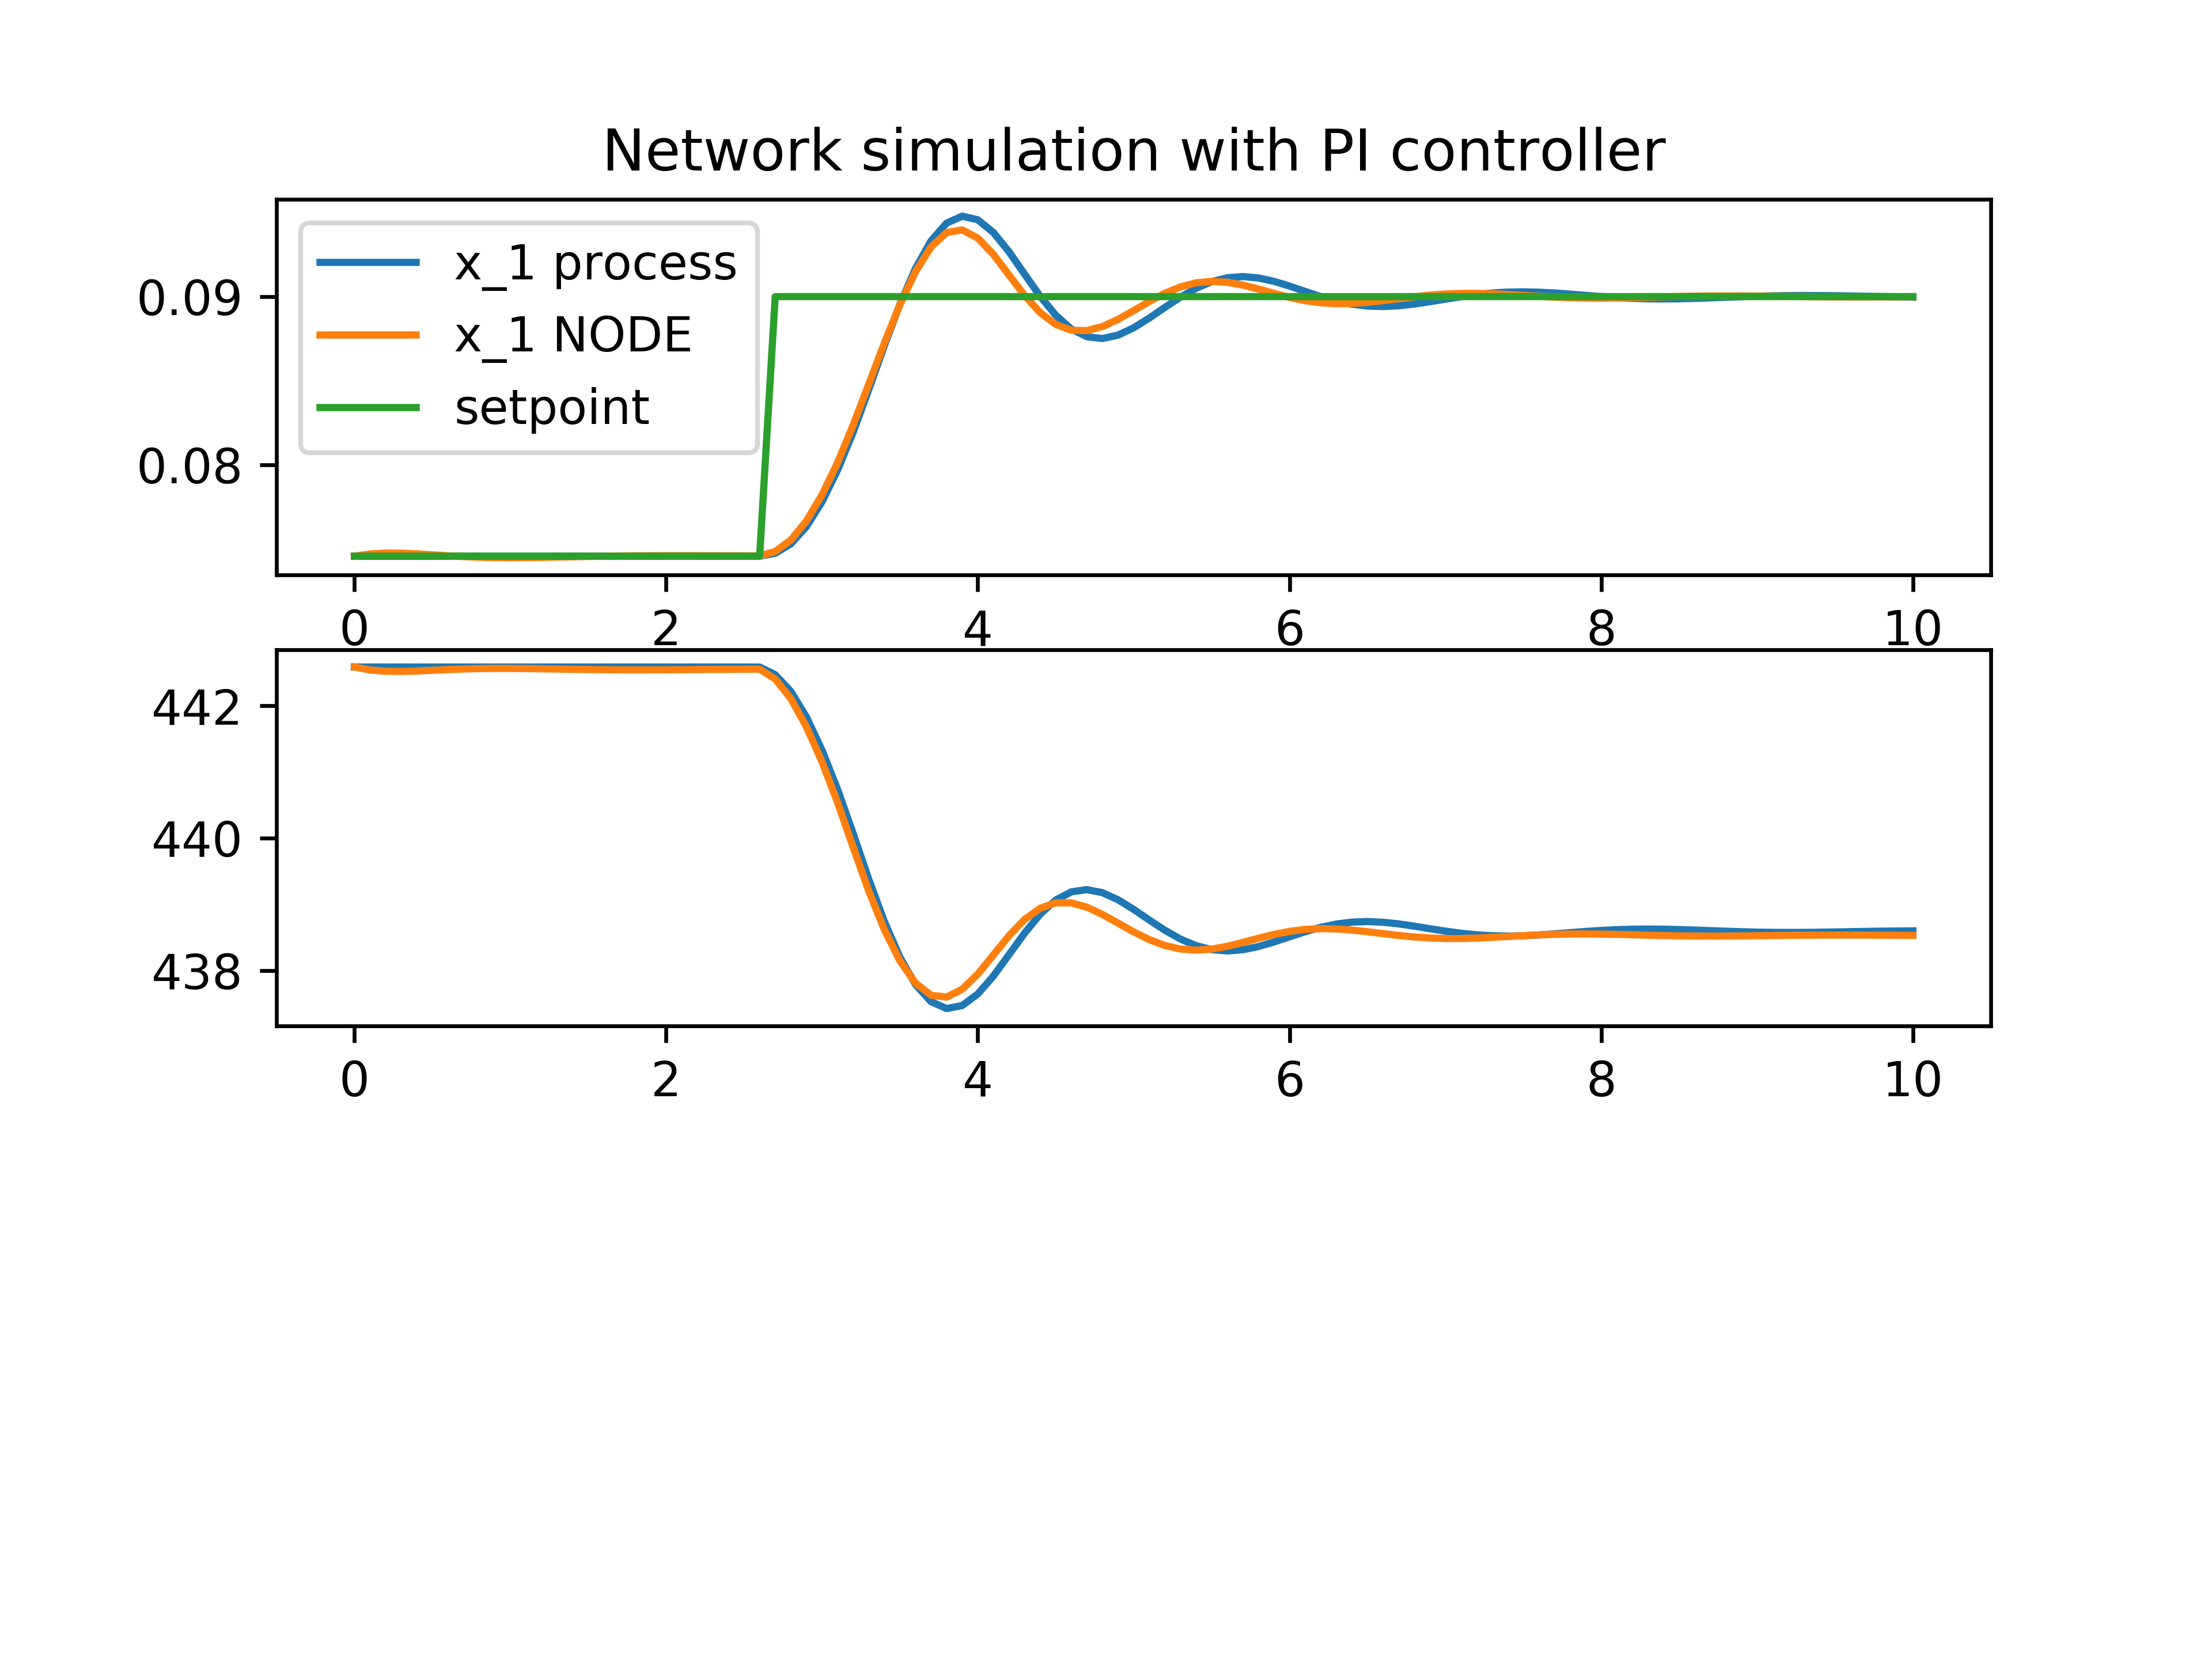 Network simulation with PI controller
x_1 process
x_1 NODE
setpoint
0.09
0.08
0 2 4 6 8 10
442
440
438
0 2 4 6 8 10